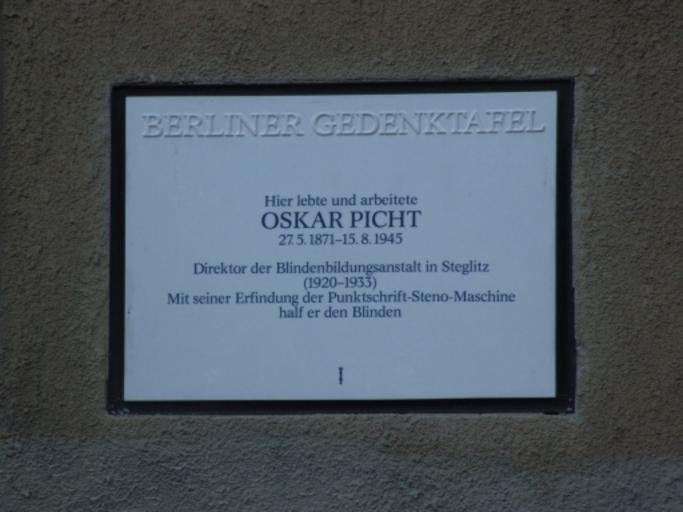 BERLINER GEDENKTAFEL
Hier lebte und arbeitete
OSKAR PICHT
27.5.1871–15.8.1945
Direktor der Blindenbildungsanstalt in Steglitz
(1920–1933)
Mit seiner Erfindung der Punktschrift-Steno-Maschine
half er den Blinden